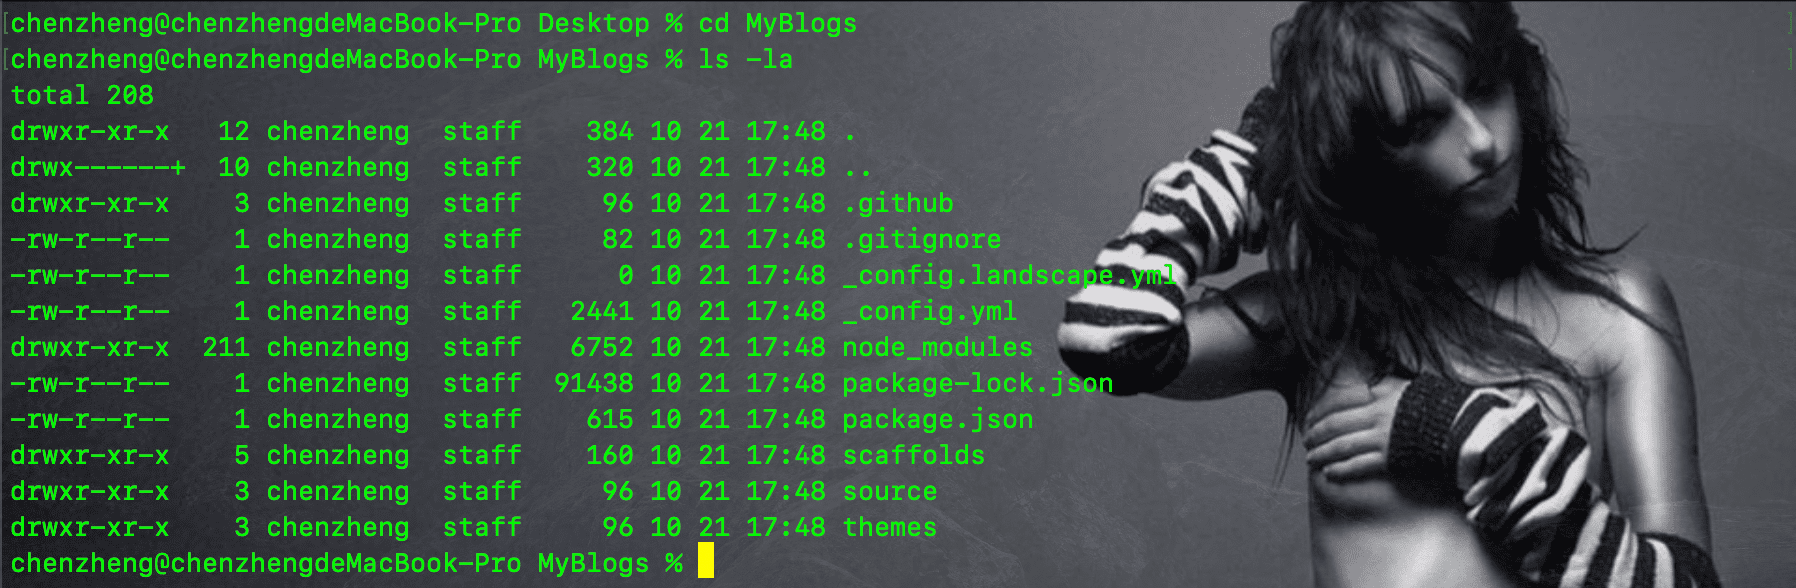 [chenzheng@chenzhengdeMacBook-Pro Desktop % cd MyBlogs ]
[chenzheng@chenzhengdeMacBook-Pro MyBlogs % ls -la ]
total 208
drwxr-xr-x   12 chenzheng  staff    384 10 21 17:48 .
drwx------+  10 chenzheng  staff    320 10 21 17:48 ..
drwxr-xr-x    3 chenzheng  staff     96 10 21 17:48 .github
-rw-r--r--    1 chenzheng  staff     82 10 21 17:48 .gitignore
-rw-r--r--    1 chenzheng  staff      0 10 21 17:48 _config.landscape.yml
-rw-r--r--    1 chenzheng  staff   2441 10 21 17:48 _config.yml
drwxr-xr-x  211 chenzheng  staff   6752 10 21 17:48 node_modules
-rw-r--r--    1 chenzheng  staff  91438 10 21 17:48 package-lock.json
-rw-r--r--    1 chenzheng  staff    615 10 21 17:48 package.json
drwxr-xr-x    5 chenzheng  staff    160 10 21 17:48 scaffolds
drwxr-xr-x    3 chenzheng  staff     96 10 21 17:48 source
drwxr-xr-x    3 chenzheng  staff     96 10 21 17:48 themes
chenzheng@chenzhengdeMacBook-Pro MyBlogs %